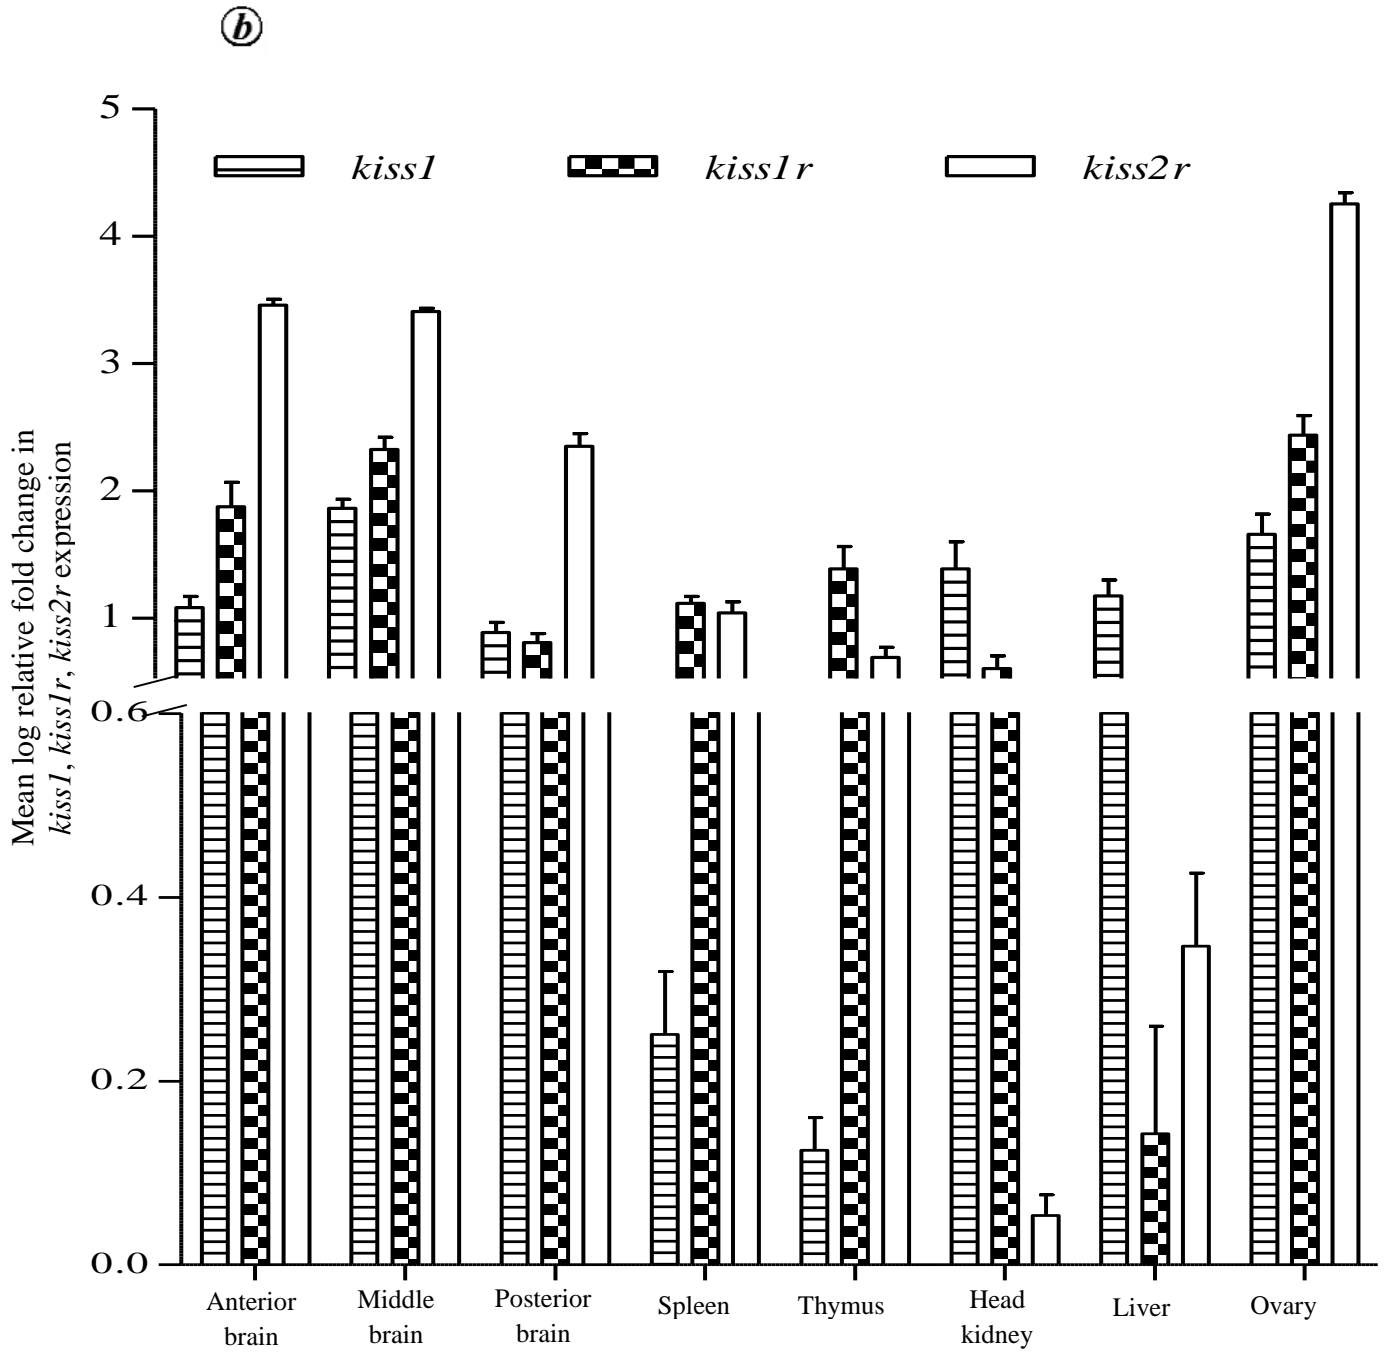 b
5
kiss1 kiss1r kiss2r
4
3
2
1
0.6
0.4
0.2
0.0
Mean log relative fold change in
kiss1, kiss1r, kiss2r expression
Anterior
brain
Middle
brain
Posterior
brain
Spleen
Thymus
Head
kidney
Liver
Ovary